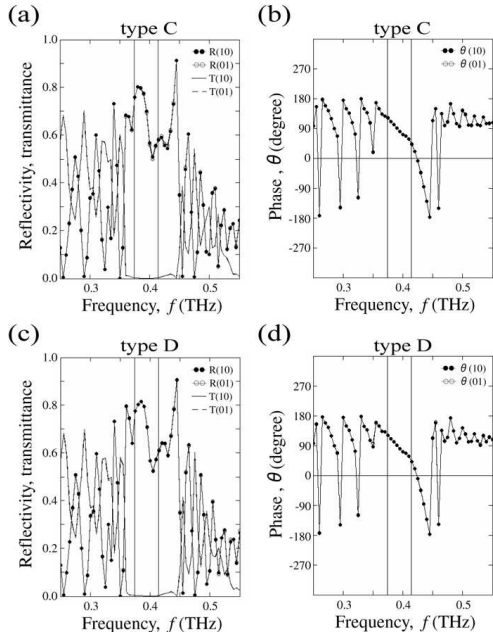 (a)
type C
1.0
0.8
0.6
0.4
0.2
0.0
0.3
0.4
0.5
Reflectivity, transmittance
Frequency, f (THz)
R(10)
R(01)
T(10)
T(01)
(b)
type C
270
180
90
0
-90
-180
-270
0.3
0.4
0.5
Phase , θ (degree)
Frequency, f (THz)
θ (10)
θ (01)
(c)
type D
1.0
0.8
0.6
0.4
0.2
0.0
0.3
0.4
0.5
Reflectivity, transmittance
Frequency, f (THz)
R(10)
R(01)
T(10)
T(01)
(d)
type D
270
180
90
0
-90
-180
-270
0.3
0.4
0.5
Phase , θ (degree)
Frequency, f (THz)
θ (10)
θ (01)